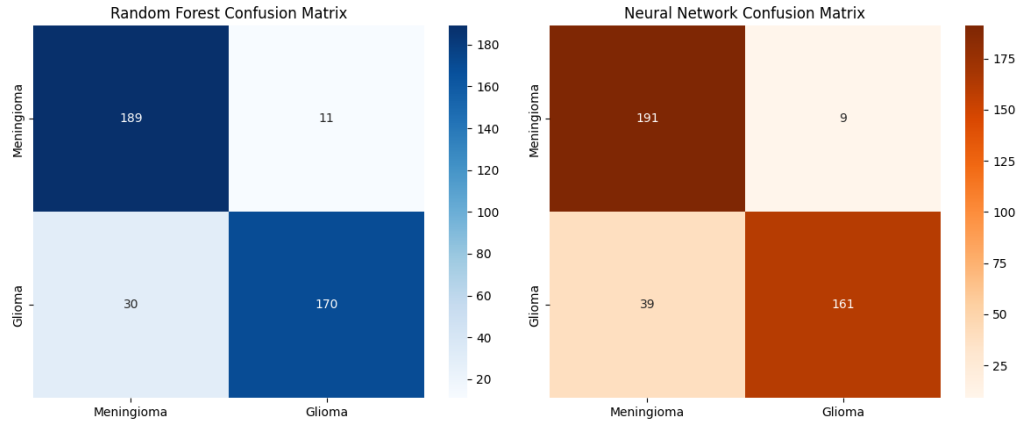 Random Forest Confusion Matrix
Meningioma
Glioma
189
11
30
170
Meningioma
Glioma
180
160
140
120
100
80
60
40
20
Neural Network Confusion Matrix
Meningioma
Glioma
191
9
39
161
Meningioma
Glioma
175
150
125
100
75
50
25